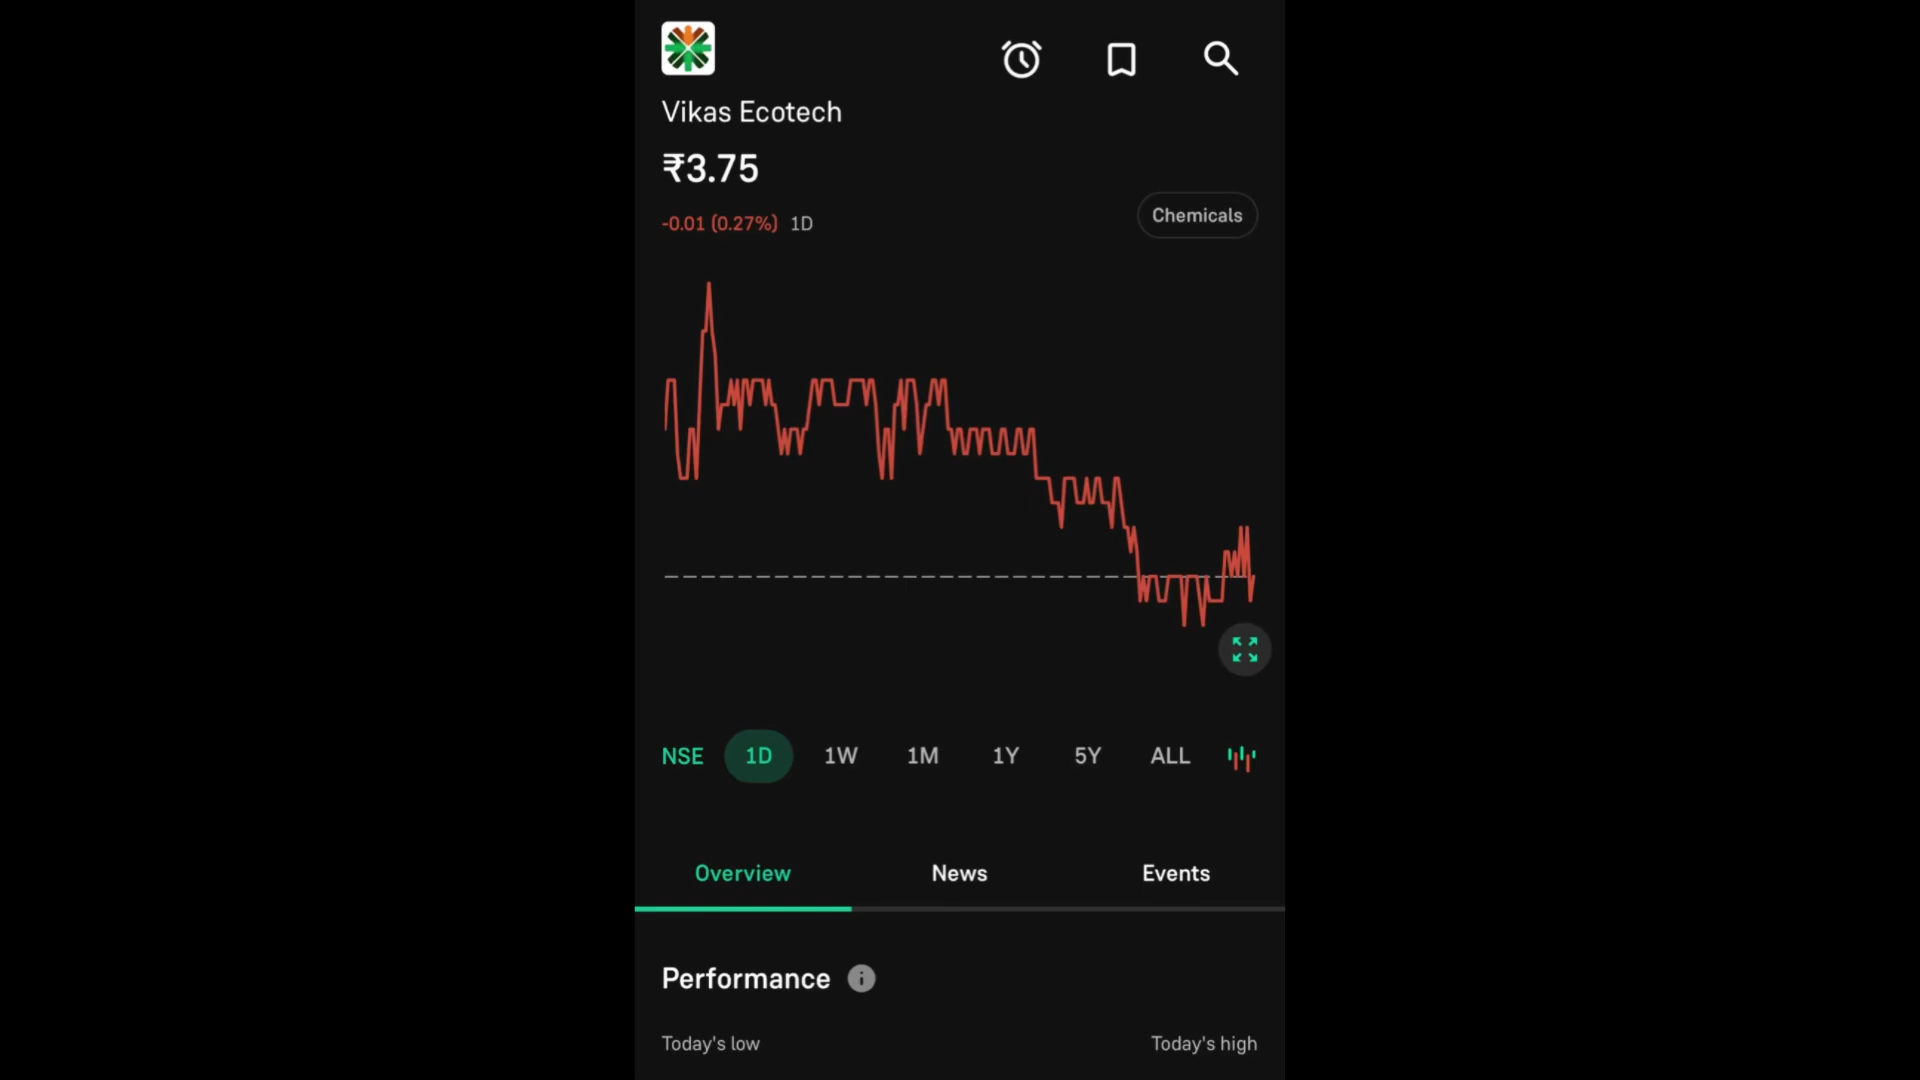 Vikas Ecotech
₹3.75
-0.01 (0.27%) 1D
Chemicals
NSE 1D 1W 1M 1Y 5Y ALL
Overview News Events
Performance
Today's low Today's high